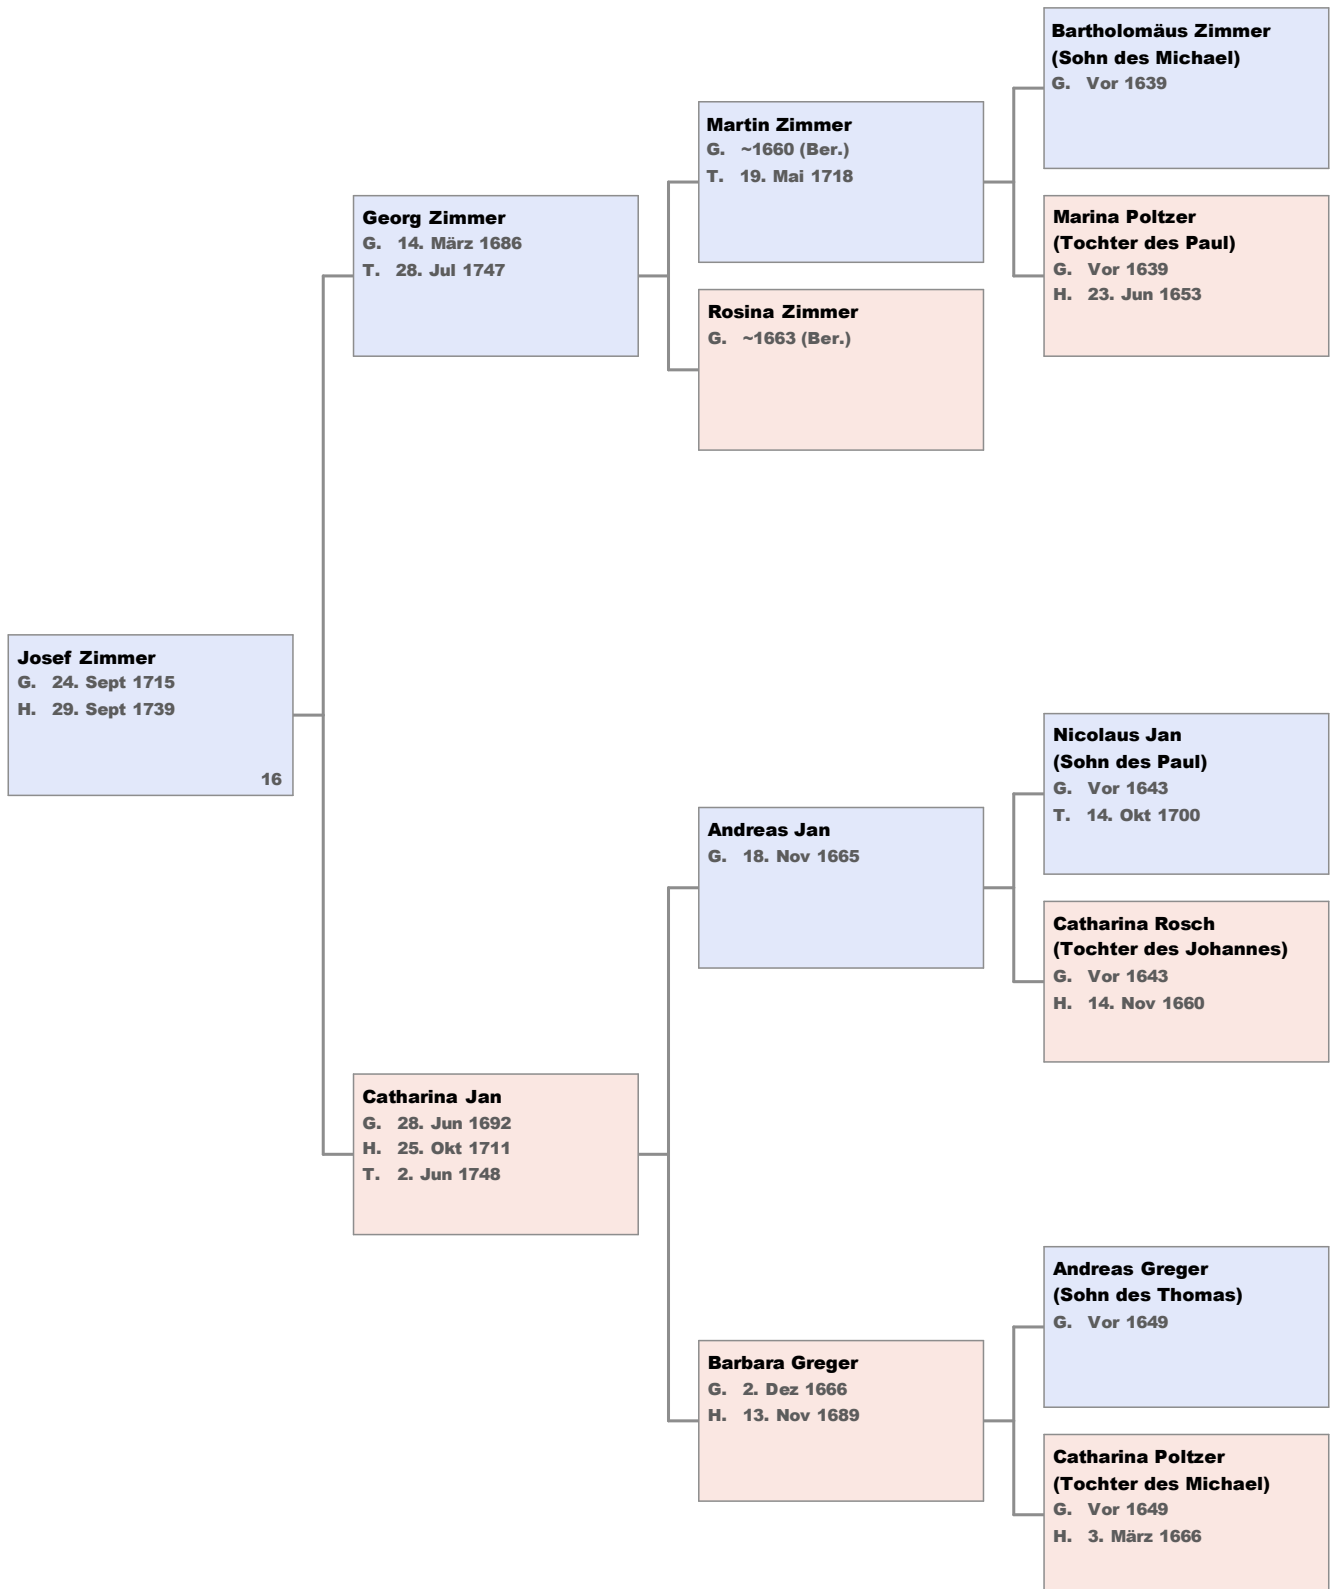 Bartholomäus Zimmer
(Sohn des Michael)
G. Vor 1639
Martin Zimmer
G. ~1660 (Ber.)
T. 19. Mai 1718
Marina Poltzer
(Tochter des Paul)
G. Vor 1639
H. 23. Jun 1653
Georg Zimmer
G. 14. März 1686
T. 28. Jul 1747
Rosina Zimmer
G. ~1663 (Ber.)
Josef Zimmer
G. 24. Sept 1715
H. 29. Sept 1739
16
Nicolaus Jan
(Sohn des Paul)
G. Vor 1643
T. 14. Okt 1700
Andreas Jan
G. 18. Nov 1665
Catharina Rosch
(Tochter des Johannes)
G. Vor 1643
H. 14. Nov 1660
Catharina Jan
G. 28. Jun 1692
H. 25. Okt 1711
T. 2. Jun 1748
Andreas Greger
(Sohn des Thomas)
G. Vor 1649
Barbara Greger
G. 2. Dez 1666
H. 13. Nov 1689
Catharina Poltzer
(Tochter des Michael)
G. Vor 1649
H. 3. März 1666